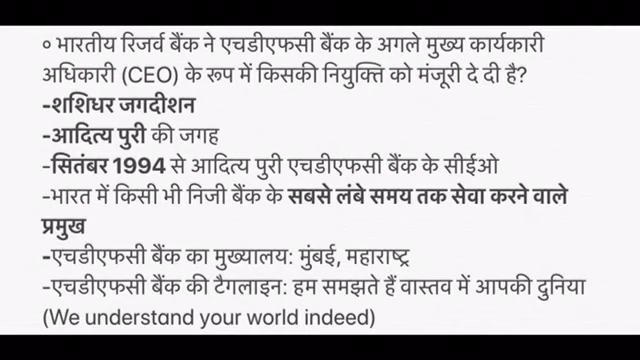 ० भारतीय रिजर्व बैंक ने एचडीएफसी बैंक के अगले मुख्य कार्यकारी
अधिकारी (CEO) के रूप में किसकी नियुक्ति को मंजूरी दे दी है?
-शशिधर जगदीशन
-आदित्य पुरी की जगह
-सितंबर 1994 से आदित्य पुरी एचडीएफसी बैंक के सीईओ
-भारत में किसी भी निजी बैंक के सबसे लंबे समय तक सेवा करने वाले
प्रमुख
-एचडीएफसी बैंक का मुख्यालय: मुंबई, महाराष्ट्र
-एचडीएफसी बैंक की टैगलाइन: हम समझते हैं वास्तव में आपकी दुनिया
(We understand your world indeed)